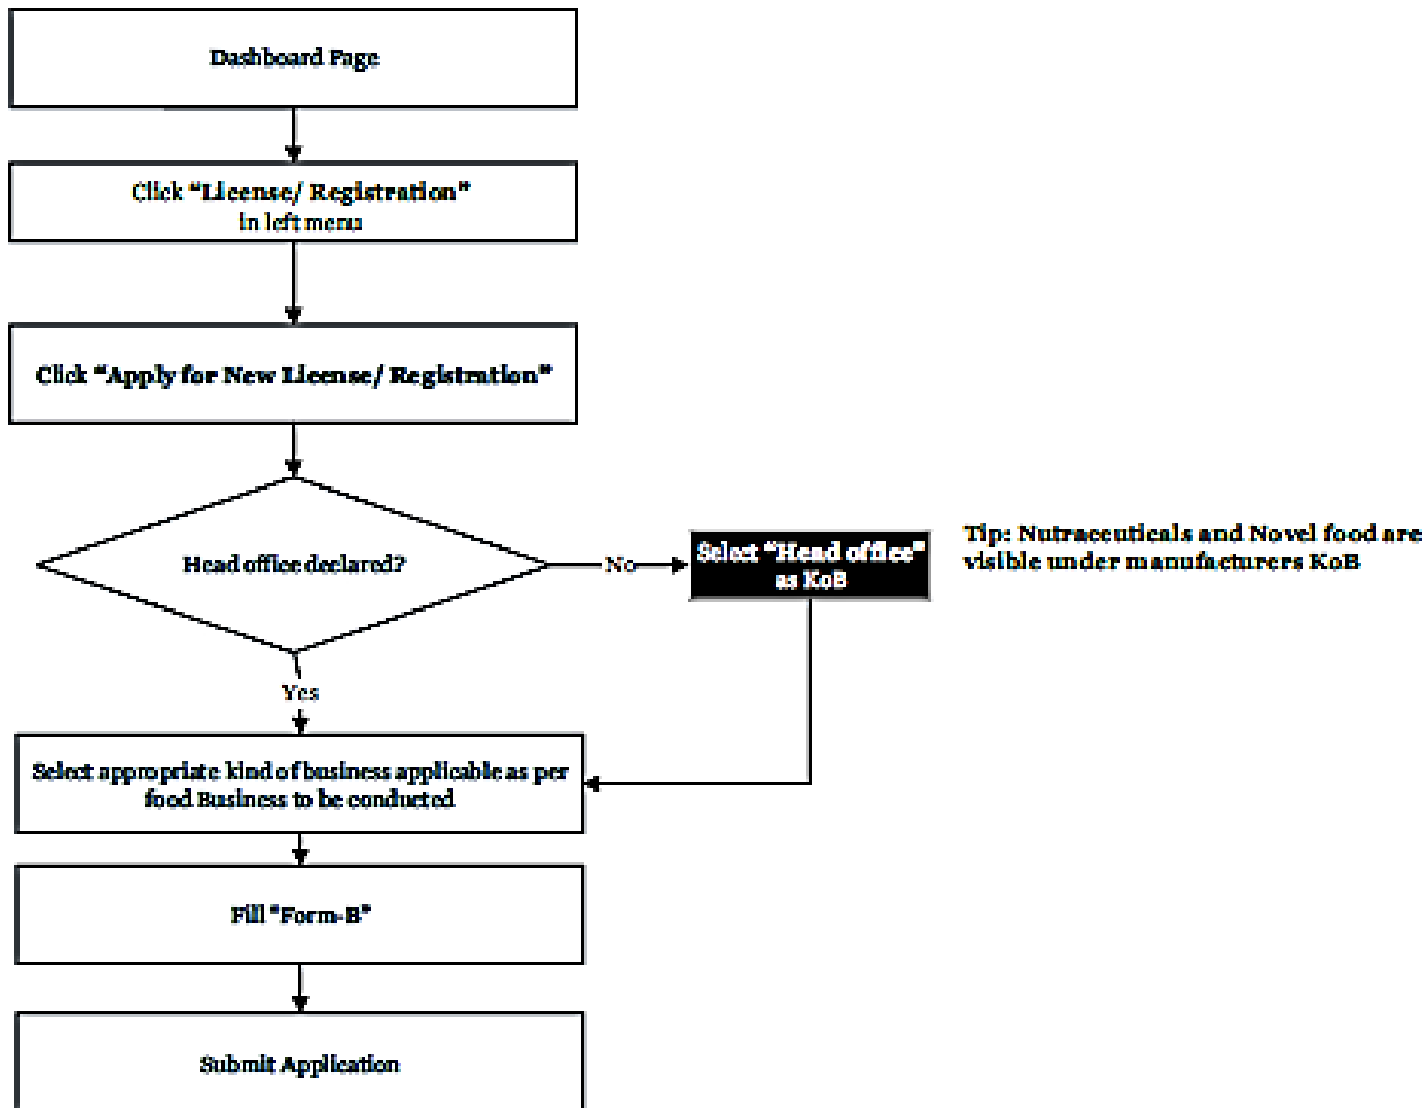 Dashboard Page
Click “License/ Registration”
in left menu
Click “Apply for New License/ Registration”
Head office declared?
No
Select “Head office”
as KoB
Tip: Nutraceuticals and Novel food are
visible under manufacturers KoB
Yes
Select appropriate kind of business applicable as per
food Business to be conducted
Fill "Form-B"
Submit Application